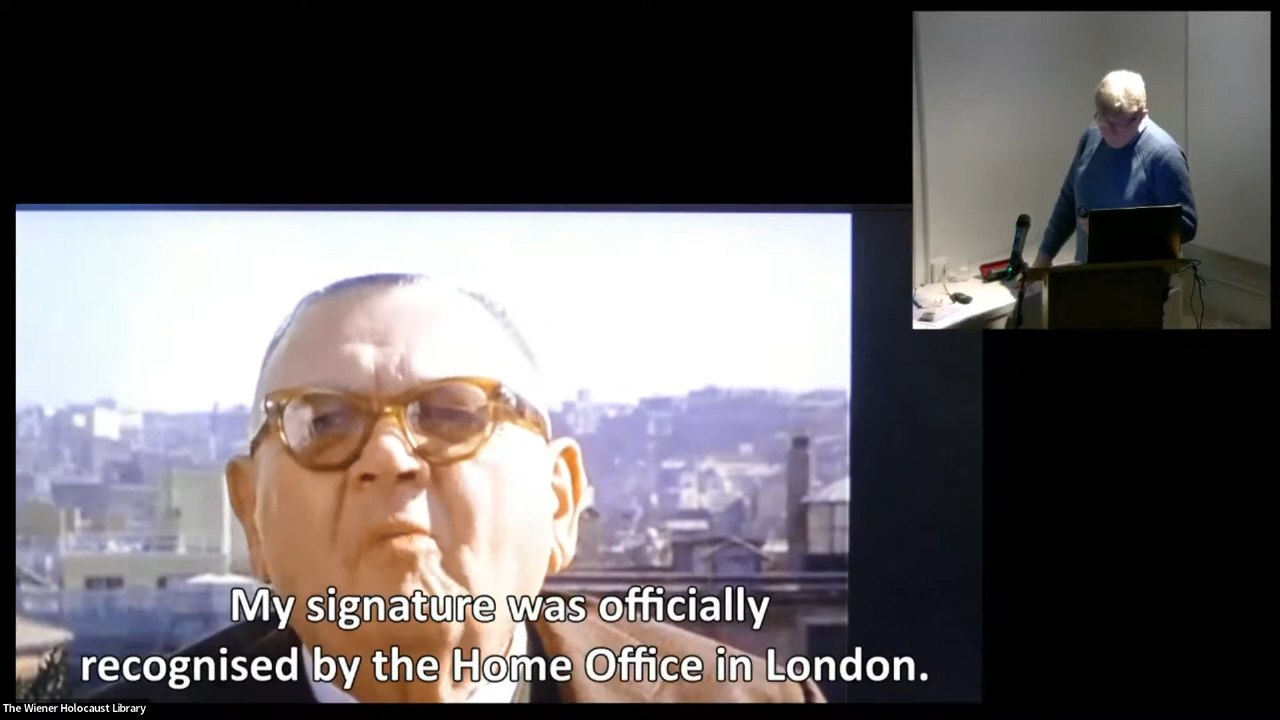 My signature was officially
recognised by the Home Office in London.
The Wiener Holocaust Library